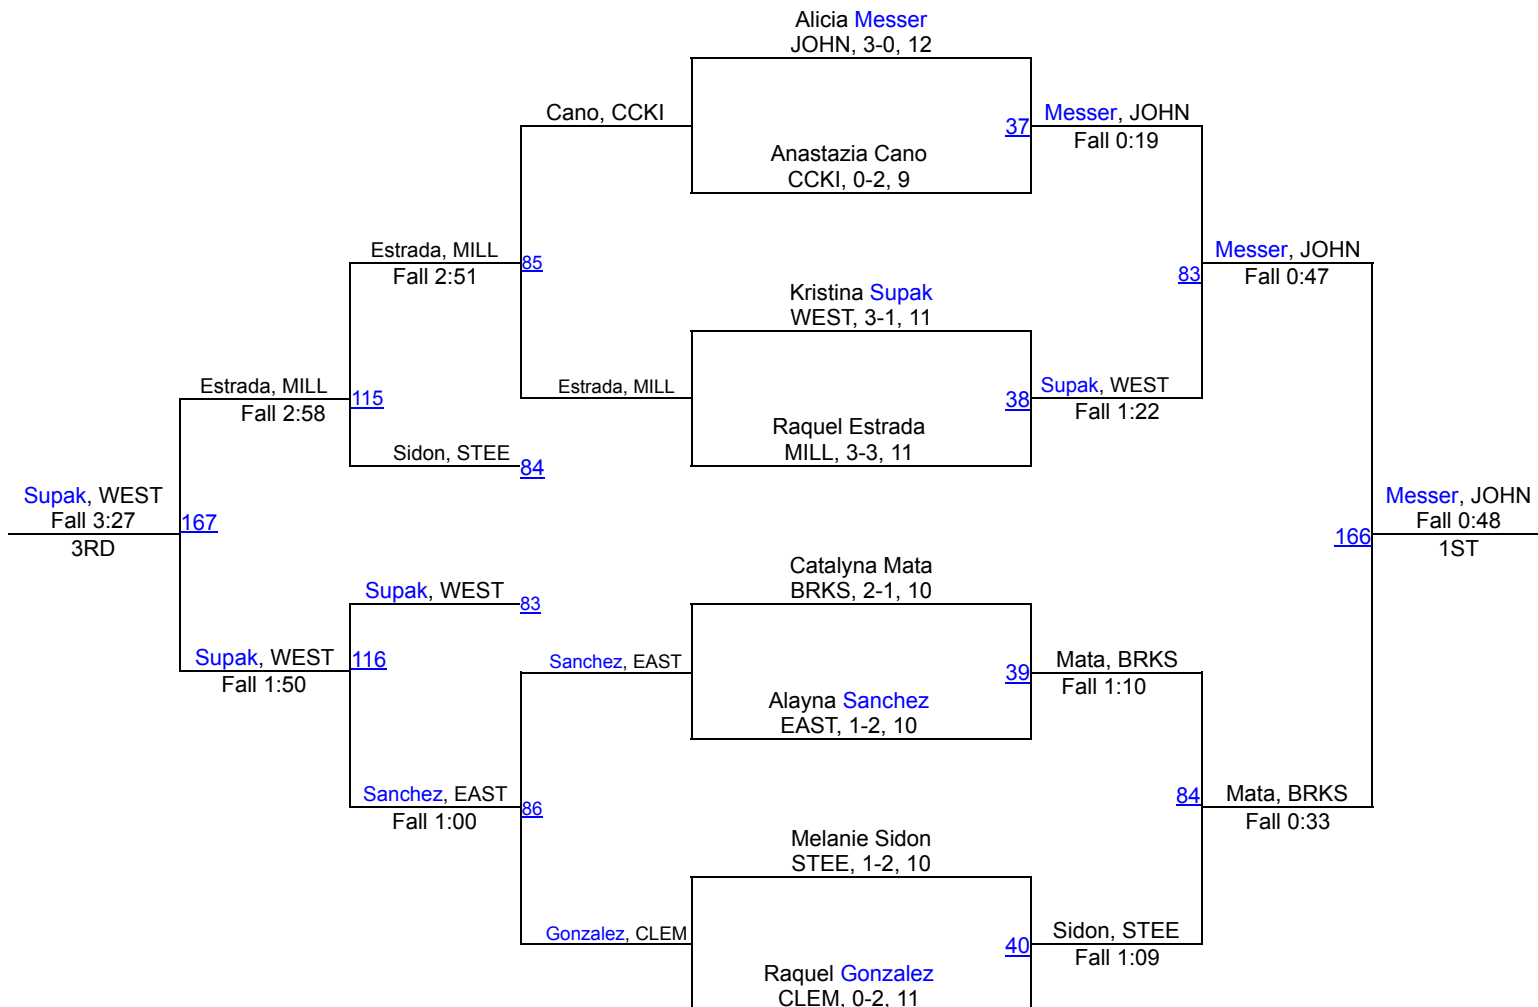 Alicia Messer
JOHN, 3-0, 12
Cano, CCKI
37
Messer, JOHN
Fall 0:19
Anastazia Cano
CCKI, 0-2, 9
Estrada, MILL
Fall 2:51
85
Messer, JOHN
Fall 0:47
83
Kristina Supak
WEST, 3-1, 11
Estrada, MILL
Fall 2:58
115
Estrada, MILL
38
Supak, WEST
Fall 1:22
Raquel Estrada
MILL, 3-3, 11
Sidon, STEE
84
Supak, WEST
Fall 3:27
3RD
167
166
Messer, JOHN
Fall 0:48
1ST
Catalyna Mata
BRKS, 2-1, 10
Supak, WEST
83
Supak, WEST
Fall 1:50
116
Sanchez, EAST
39
Mata, BRKS
Fall 1:10
Alayna Sanchez
EAST, 1-2, 10
Sanchez, EAST
Fall 1:00
86
84
Mata, BRKS
Fall 0:33
Melanie Sidon
STEE, 1-2, 10
Gonzalez, CLEM
40
Sidon, STEE
Fall 1:09
Raquel Gonzalez
CLEM, 0-2, 11